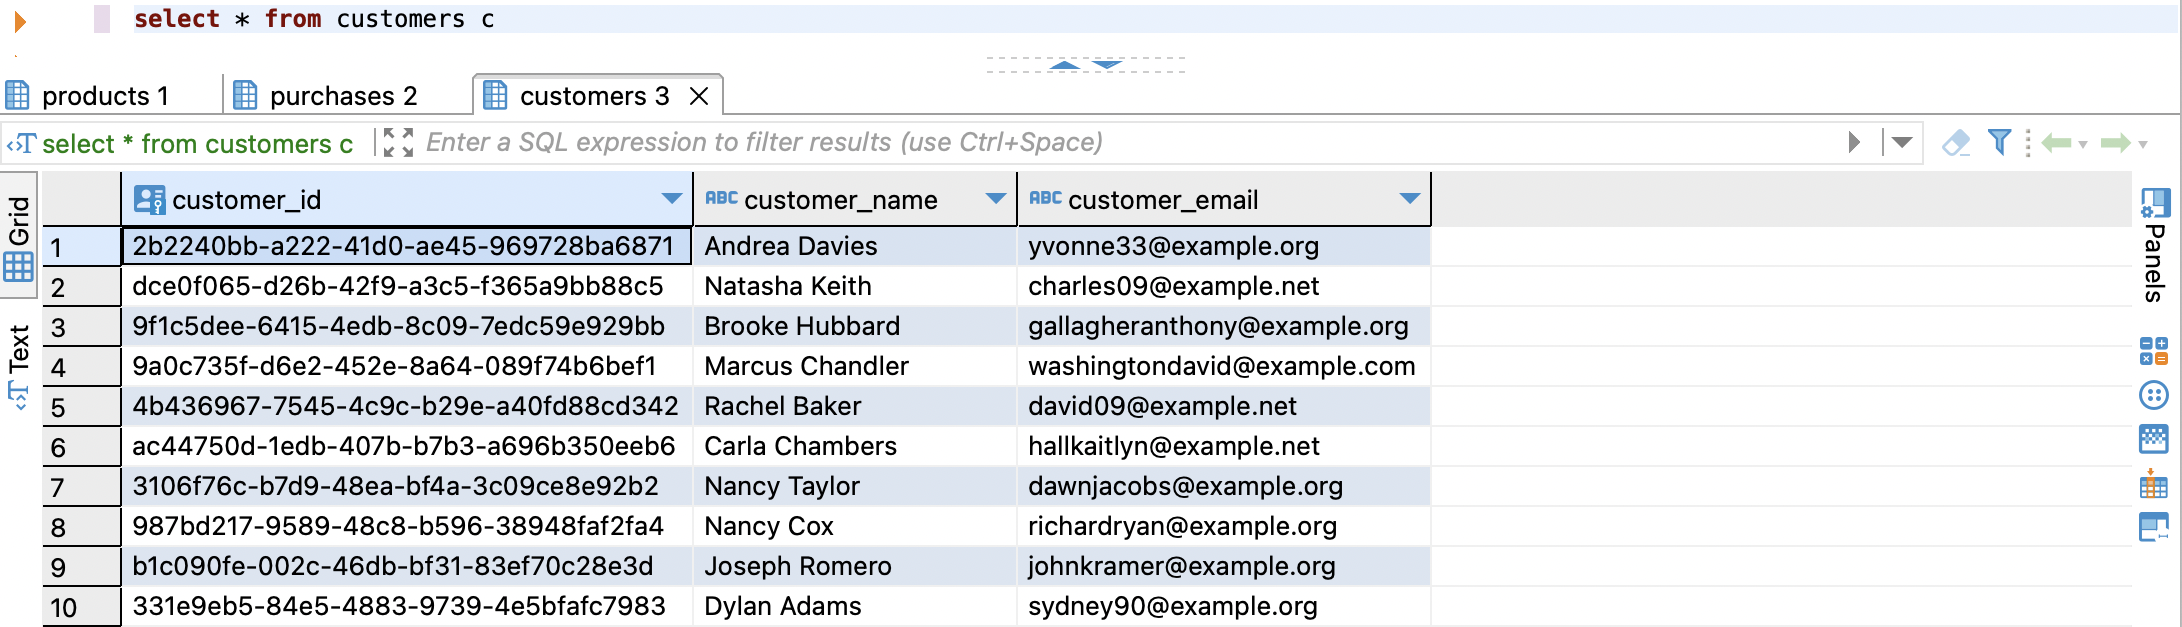 select * from customers c
products 1 purchases 2 customers 3
select * from customers c Enter a SQL expression to filter results (use Ctrl+Space)
Grid
Text
Panels
customer_id ABC customer_name ABC customer_email
1 2b2240bb-a222-41d0-ae45-969728ba6871 Andrea Davies yvonne33@example.org
2 dce0f065-d26b-42f9-a3c5-f365a9bb88c5 Natasha Keith charles09@example.net
3 9f1c5dee-6415-4edb-8c09-7edc59e929bb Brooke Hubbard gallagheranthony@example.org
4 9a0c735f-d6e2-452e-8a64-089f74b6bef1 Marcus Chandler washingtondavid@example.com
5 4b436967-7545-4c9c-b29e-a40fd88cd342 Rachel Baker david09@example.net
6 ac44750d-1edb-407b-b7b3-a696b350eeb6 Carla Chambers hallkaitlyn@example.net
7 3106f76c-b7d9-48ea-bf4a-3c09ce8e92b2 Nancy Taylor dawnjacobs@example.org
8 987bd217-9589-48c8-b596-38948faf2fa4 Nancy Cox richardryan@example.org
9 b1c090fe-002c-46db-bf31-83ef70c28e3d Joseph Romero johnkramer@example.org
10 331e9eb5-84e5-4883-9739-4e5bfafc7983 Dylan Adams sydney90@example.org